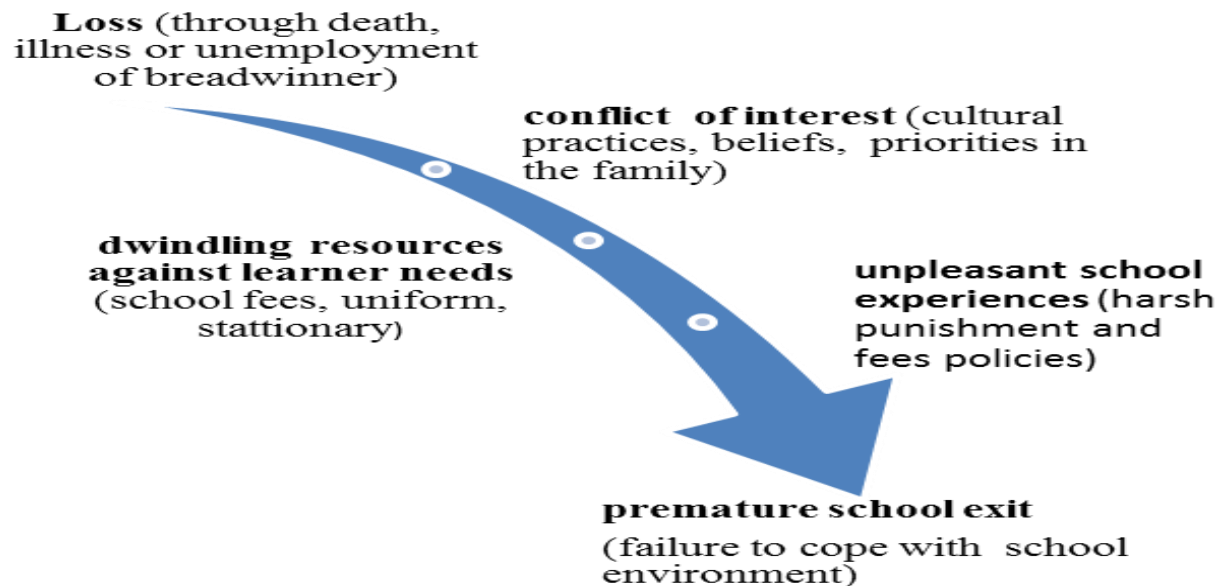 Loss (through death,
illness or unemployment
of breadwinner)
conflict of interest (cultural
practices, beliefs, priorities in
the family)
dwindling resources
against learner needs
(school fees, uniform,
stattionary)
unpleasant school
experiences (harsh
punishment and
fees policies)
premature school exit
(failure to cope with school
environment)